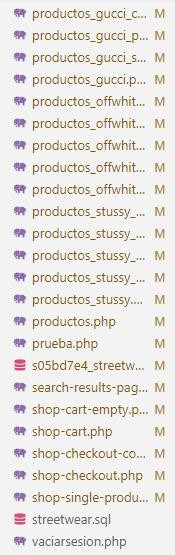 productos_gucci_c... M
productos_gucci_p... M
productos_gucci_s... M
productos_gucci.p... M
productos_offwhit... M
productos_offwhit... M
productos_offwhit... M
productos_offwhit... M
productos_offwhit... M
productos_stussy_... M
productos_stussy_... M
productos_stussy_... M
productos_stussy_... M
productos_stussy.... M
productos.php M
prueba.php M
s05bd7e4_streetw... M
search-results-pag... M
shop-cart-empty.p... M
shop-cart.php M
shop-checkout-co... M
shop-checkout.php M
shop-single-produ... M
streetwear.sql
vaciarsesion.php M